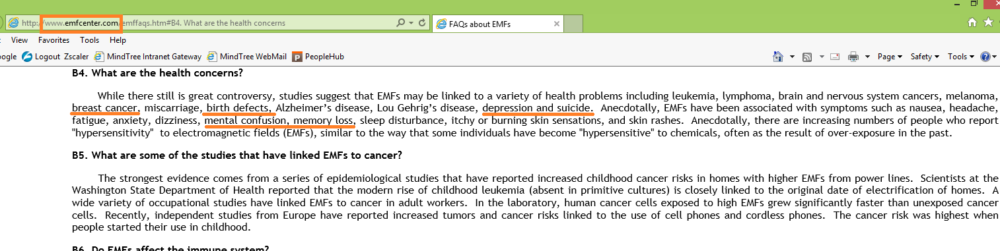 http://www.emfcenter.com/emffaqs.htm#B4. What are the health concerns
FAQs about EMFs
View Favorites Tools Help
ogle Logout Zscaler MindTree Intranet Gateway MindTree WebMail PeopleHub Page Safety Tools
B4. What are the health concerns?
While there still is great controversy, studies suggest that EMFs may be linked to a variety of health problems including leukemia, lymphoma, brain and nervous system cancers, melanoma,
breast cancer, miscarriage, birth defects, Alzheimer's disease, Lou Gehrig's disease, depression and suicide. Anecdotally, EMFs have been associated with symptoms such as nausea, headache,
fatigue, anxiety, dizziness, mental confusion, memory loss, sleep disturbance, itchy or burning skin sensations, and skin rashes. Anecdotally, there are increasing numbers of people who report
"hypersensitivity" to electromagnetic fields (EMFs), similar to the way that some individuals have become "hypersensitive" to chemicals, often as the result of over-exposure in the past.
B5. What are some of the studies that have linked EMFs to cancer?
The strongest evidence comes from a series of epidemiological studies that have reported increased childhood cancer risks in homes with higher EMFs from power lines. Scientists at the
Washington State Department of Health reported that the modern rise of childhood leukemia (absent in primitive cultures) is closely linked to the original date of electrification of homes. A
wide variety of occupational studies have linked EMFs to cancer in adult workers. In the laboratory, human cancer cells exposed to high EMFs grew significantly faster than unexposed cancer
cells. Recently, independent studies from Europe have reported increased tumors and cancer risks linked to the use of cell phones and cordless phones. The cancer risk was highest when
people started their use in childhood.
B6. Do EMFs affect the immune system?